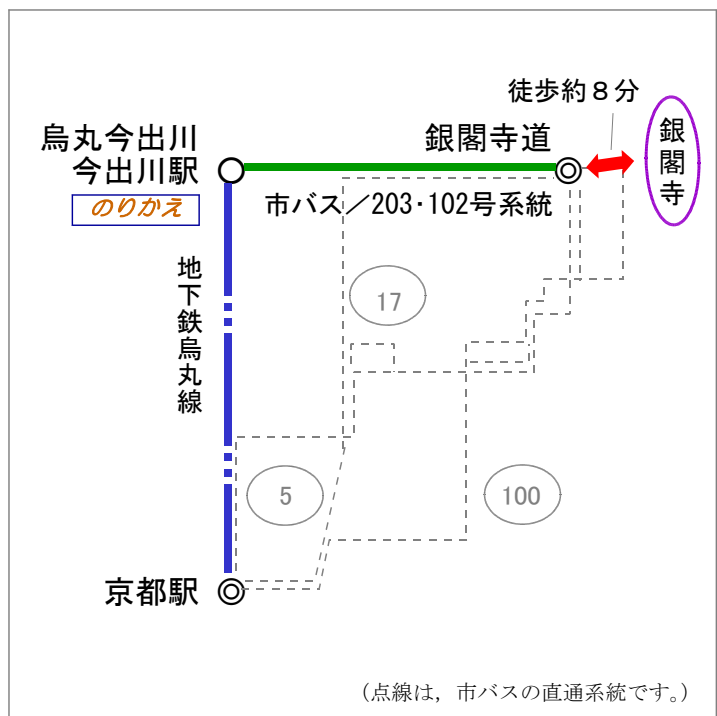 徒歩約８分
烏丸今出川
今出川駅
のりかえ
銀閣寺道
銀閣寺
市バス／203･102号系統
地下鉄烏丸線
17
5
100
京都駅
（点線は，市バスの直通系統です。）